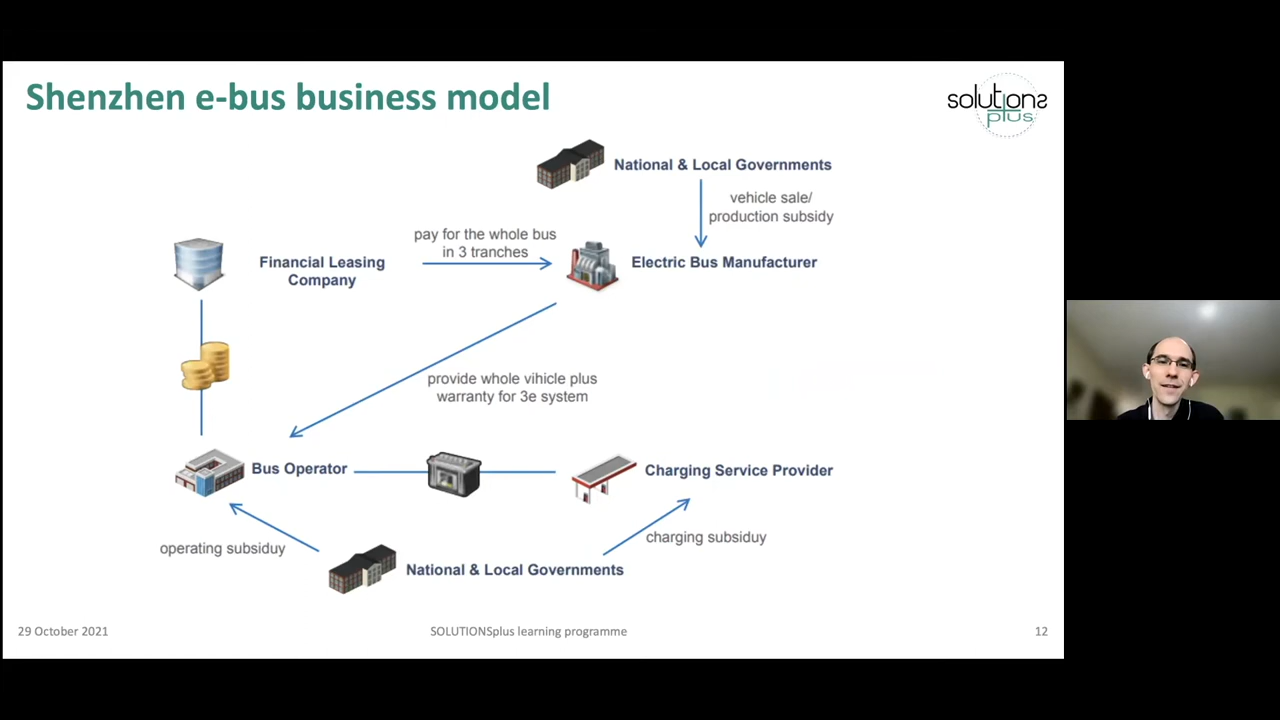 Shenzhen e-bus business model
solutions
plus
National & Local Governments
vehicle sale/
production subsidy
pay for the whole bus
in 3 tranches
Financial Leasing
Company
Electric Bus Manufacturer
provide whole vihicle plus
warranty for 3e system
Bus Operator
Charging Service Provider
operating subsiduy
charging subsiduy
National & Local Governments
29 October 2021
SOLUTIONSplus learning programme
12